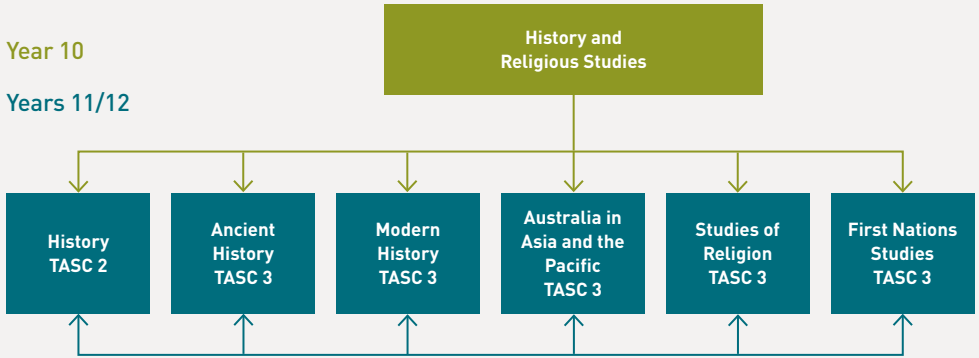 Year 10
Years 11/12
History and
Religious Studies
History
TASC 2
Ancient
History
TASC 3
Modern
History
TASC 3
Australia in
Asia and the
Pacific
TASC 3
Studies of
Religion
TASC 3
First Nations
Studies
TASC 3